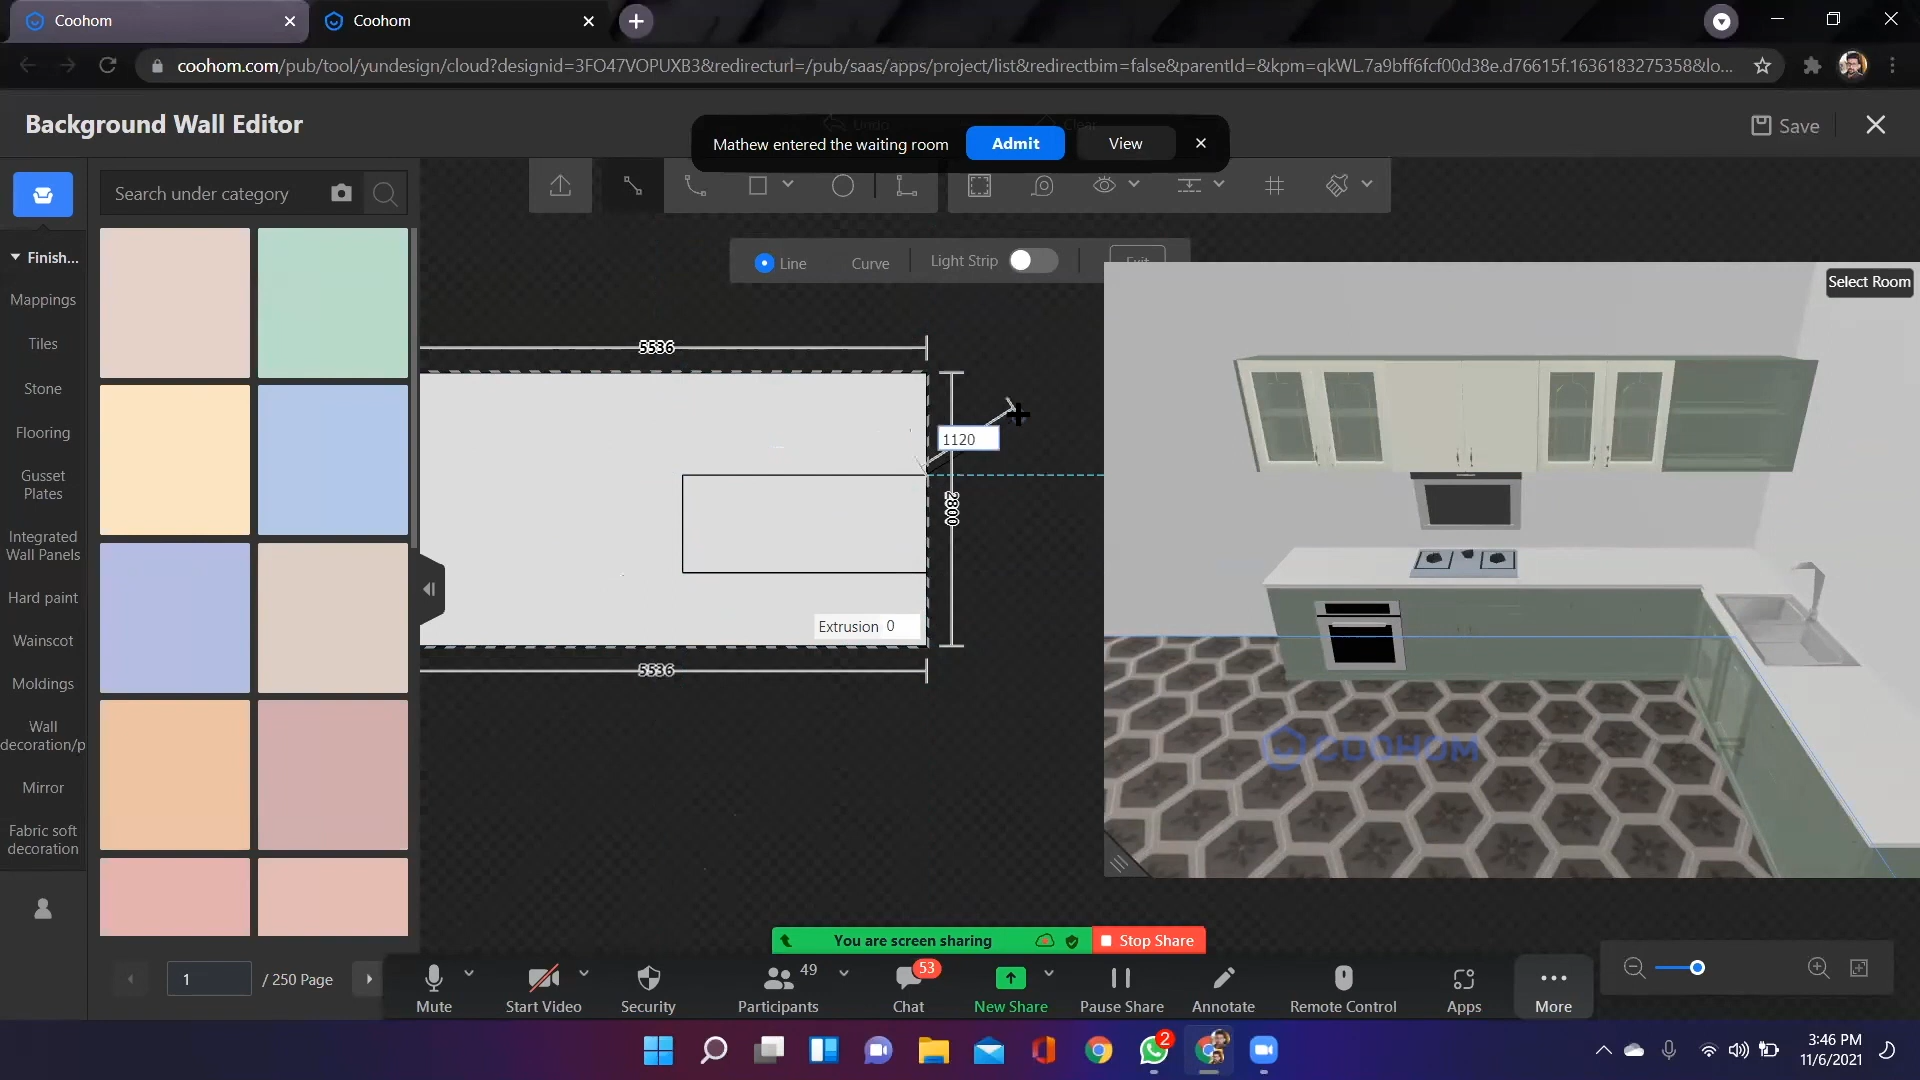 Coohom
Coohom
coohom.com/pub/tool/yundesign/cloud?designid=3FO47VOPUXB3&redirecturl=/pub/saas/apps/project/list&redirectbim=false&parentId=&kpm=qkWL.7a9bff6fcf00d38e.d76615f.1636183275358&lo...
Background Wall Editor
Undo
Clear
Mathew entered the waiting room
Admit
View
Save
Search under category
Line
Curve
Light Strip
Exit
Select Room
Finish...
Mappings
Tiles
Stone
Flooring
Gusset
Plates
Integrated
Wall Panels
Hard paint
Wainscot
Moldings
Wall
decoration/p
Mirror
Fabric soft
decoration
5536
1120
2800
Extrusion 0
5536
COOHOM
1
/ 250 Page
You are screen sharing
Stop Share
Mute
Start Video
Security
Participants
49
Chat
53
New Share
Pause Share
Annotate
Remote Control
Apps
More
2
3:46 PM
11/6/2021